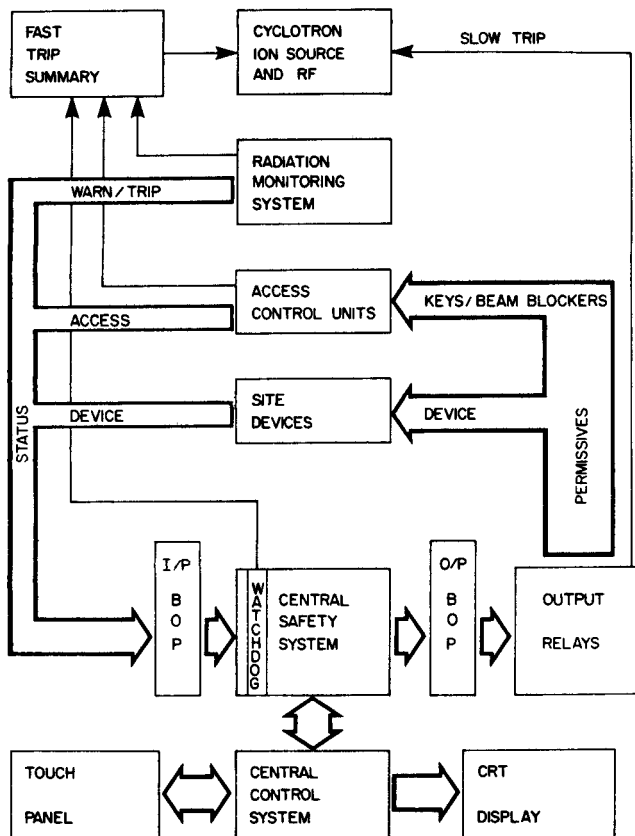 FAST
TRIP
SUMMARY
CYCLOTRON
ION SOURCE
AND RF
SLOW TRIP
RADIATION
MONITORING
SYSTEM
WARN/TRIP
ACCESS
CONTROL UNITS
KEYS/BEAM BLOCKERS
ACCESS
SITE
DEVICES
DEVICE
DEVICE
STATUS
PERMISSIVES
I/P
B
O
P
WATCHDOG
CENTRAL
SAFETY
SYSTEM
O/P
B
O
P
OUTPUT
RELAYS
TOUCH
PANEL
CENTRAL
CONTROL
SYSTEM
CRT
DISPLAY